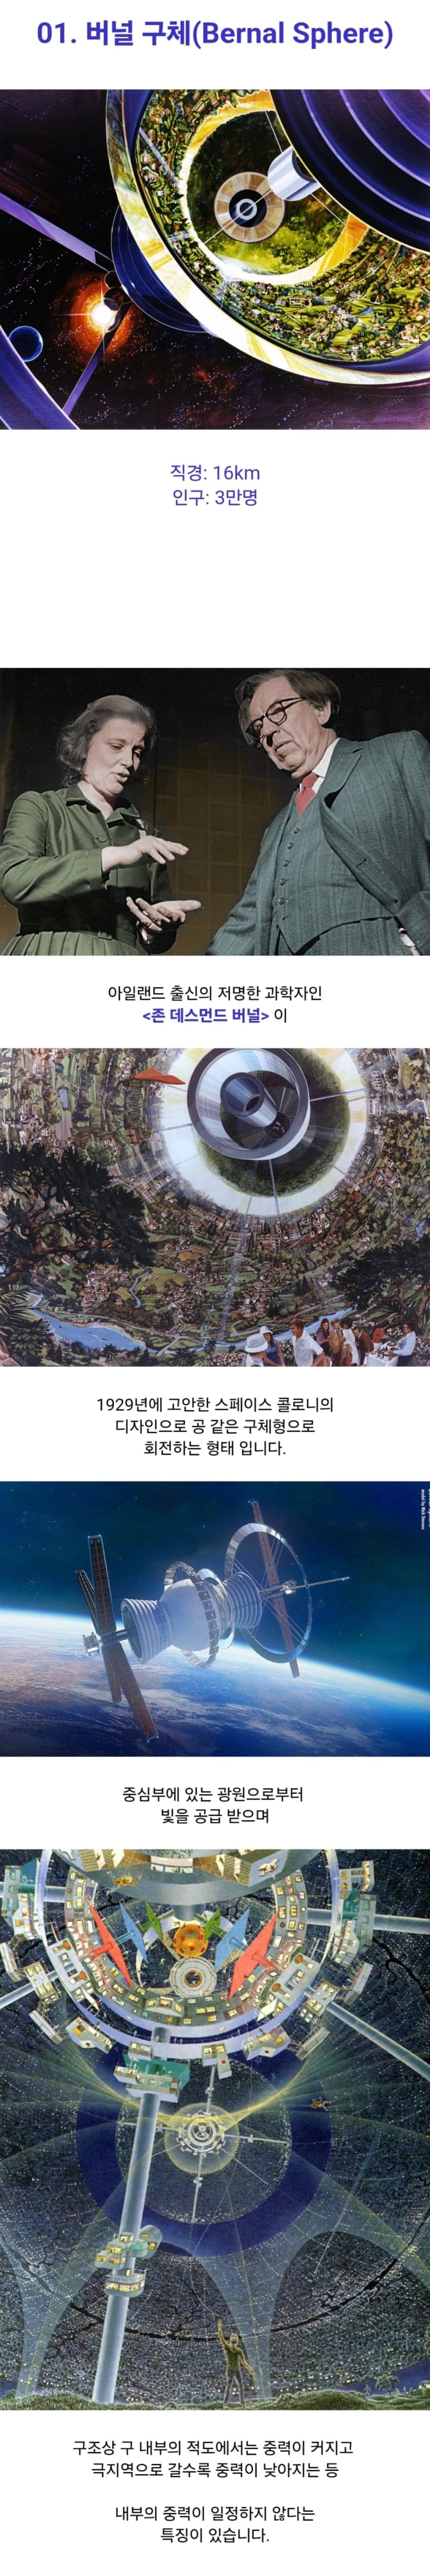 01. 버널 구체(Bernal Sphere)
직경: 16km
인구: 3만명
아일랜드 출신의 저명한 과학자인
<존 데스먼드 버널> 이
1929년에 고안한 스페이스 콜로니의
디자인으로 공 같은 구체형으로
회전하는 형태 입니다.
중심부에 있는 광원으로부터
빛을 공급 받으며
구조상 구 내부의 적도에서는 중력이 커지고
극지역으로 갈수록 중력이 낮아지는 등
내부의 중력이 일정하지 않다는
특징이 있습니다.